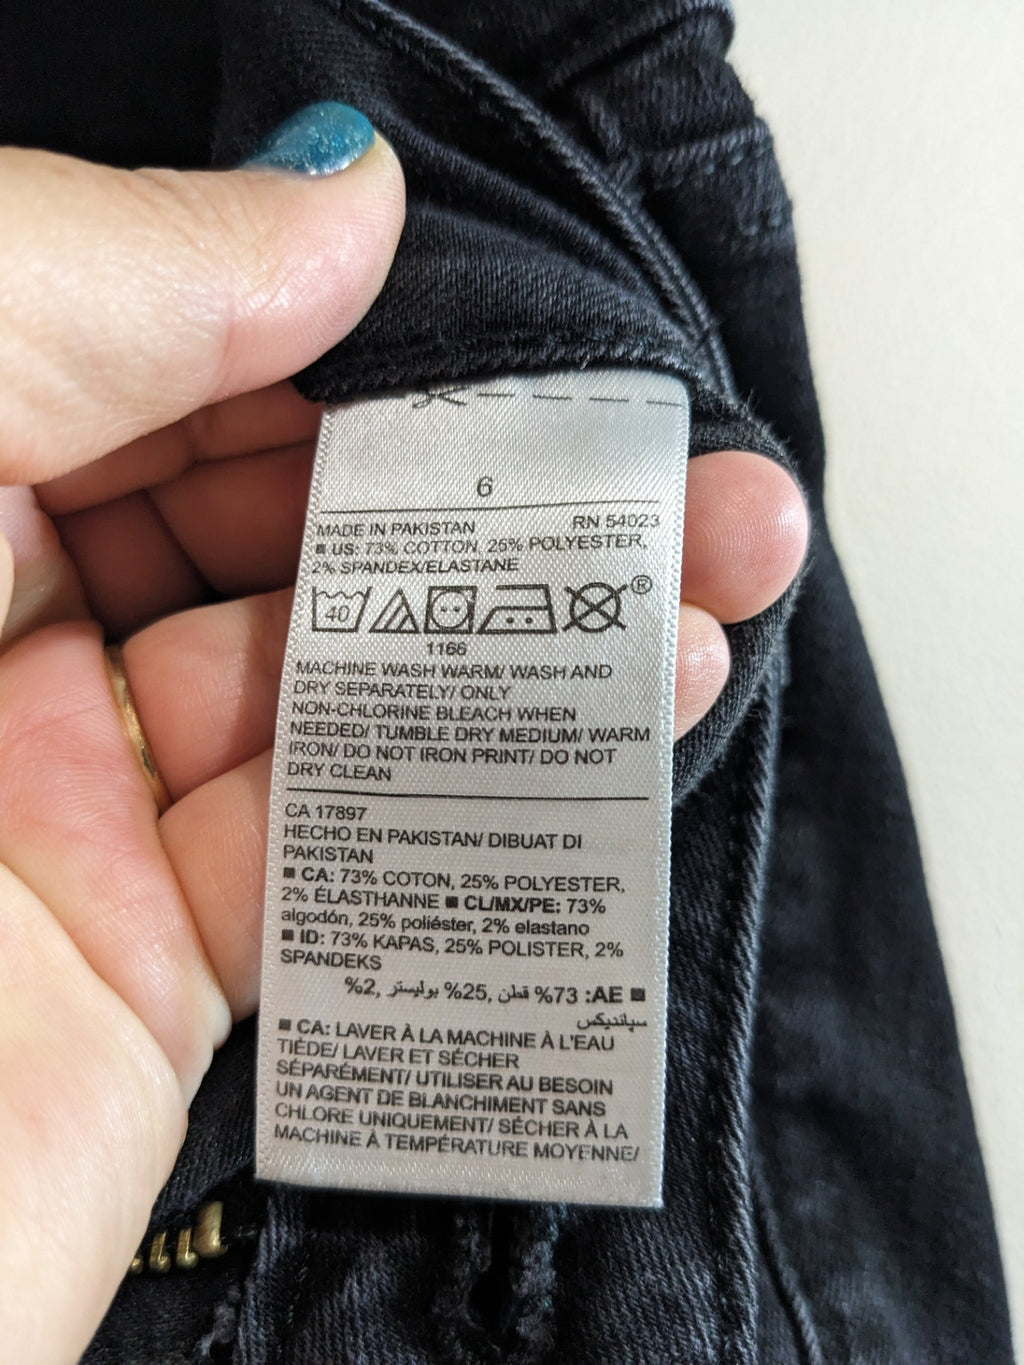 6
MADE IN PAKISTAN RN 54023
■ US: 73% COTTON, 25% POLYESTER,
2% SPANDEX/ELASTANE
40 ®
1166
MACHINE WASH WARM/ WASH AND
DRY SEPARATELY/ ONLY
NON-CHLORINE BLEACH WHEN
NEEDED/ TUMBLE DRY MEDIUM/ WARM
IRON/ DO NOT IRON PRINT/ DO NOT
DRY CLEAN
CA 17897
HECHO EN PAKISTAN/ DIBUAT DI
PAKISTAN
■ CA: 73% COTON, 25% POLYESTER,
2% ÉLASTHANNE ■ CL/MX/PE: 73%
algodón, 25% poliéster, 2% elastano
■ ID: 73% KAPAS, 25% POLISTER, 2%
SPANDEKS
■ AE: 73% قطن, 25% بوليستر, 2%
سپانديكس
■ CA: LAVER À LA MACHINE À L'EAU
TIÈDE/ LAVER ET SÉCHER
SÉPARÉMENT/ UTILISER AU BESOIN
UN AGENT DE BLANCHIMENT SANS
CHLORE UNIQUEMENT/ SÉCHER À LA
MACHINE À TEMPÉRATURE MOYENNE/